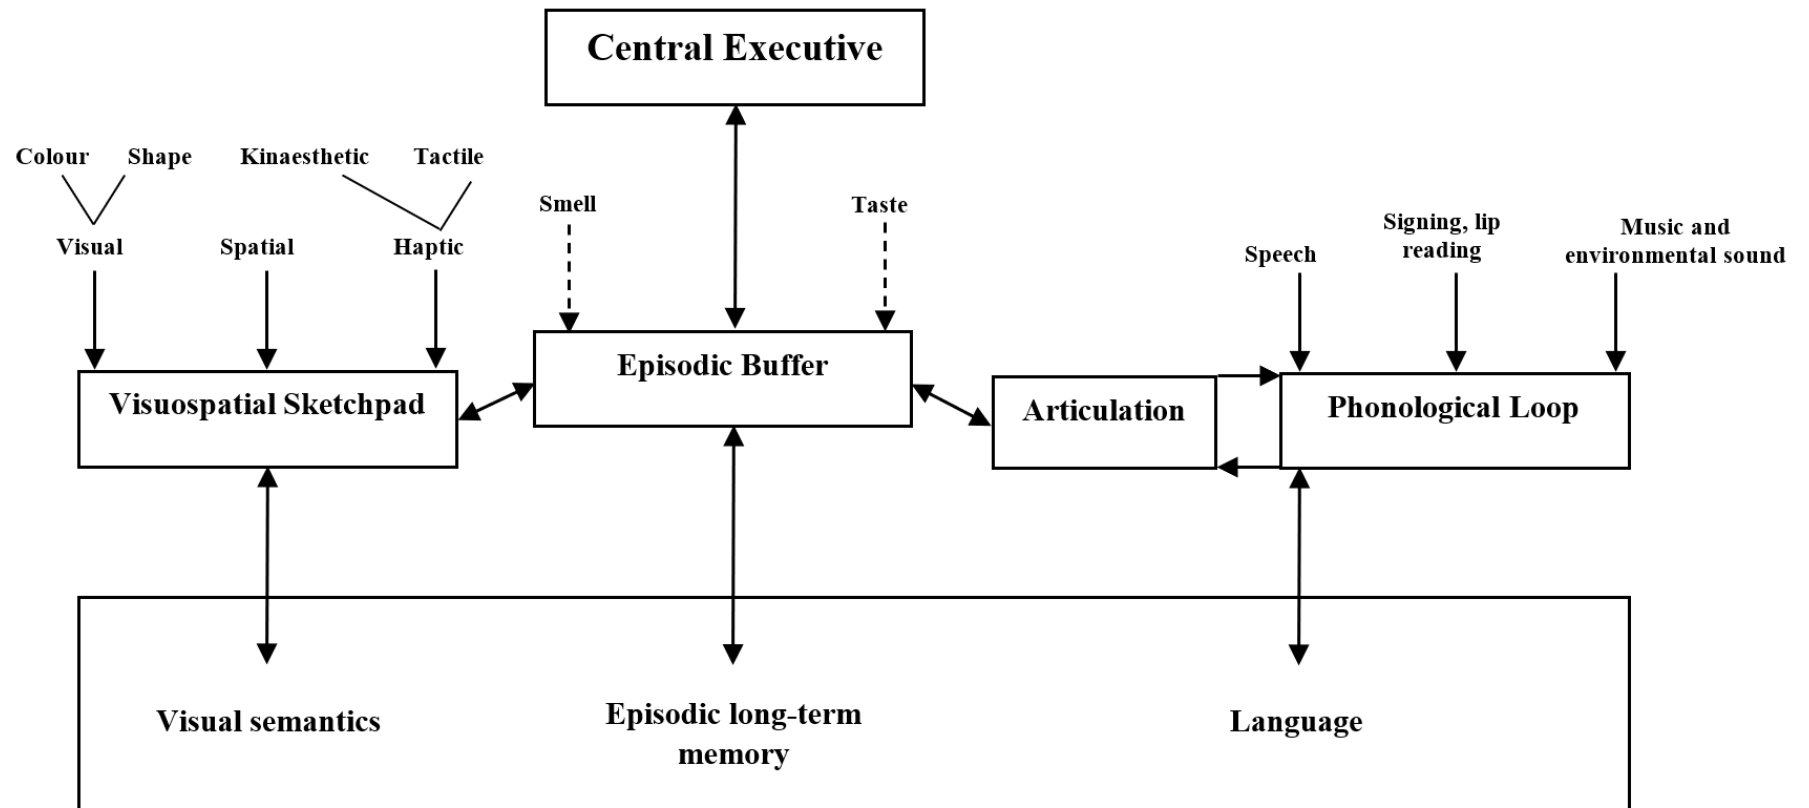 Central Executive
Colour
Shape
Kinaesthetic
Tactile
Smell
Taste
Signing, lip
reading
Music and
environmental sound
Visual
Spatial
Haptic
Speech
Episodic Buffer
Visuospatial Sketchpad
Articulation
Phonological Loop
Visual semantics
Episodic long-term
memory
Language